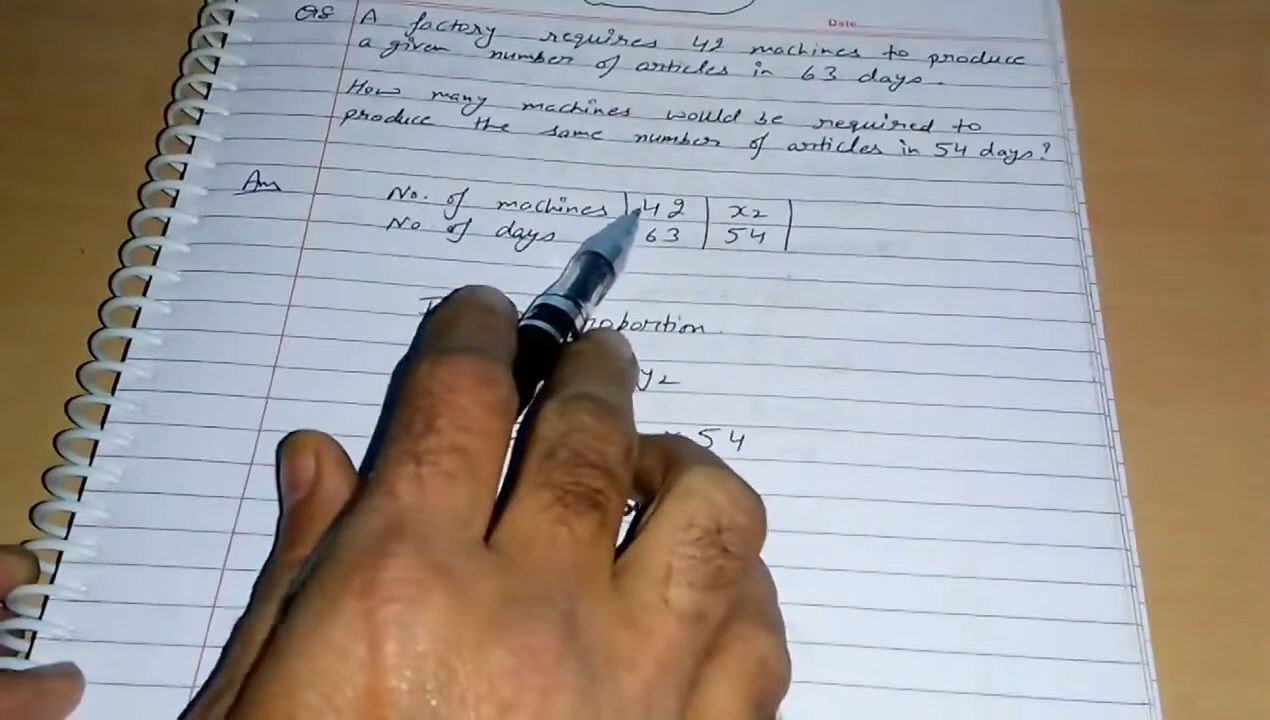 Date
Q8 A factory requires 42 machines to produce
a given number of articles in 63 days.
How many machines would be required to
produce the same number of articles in 54 days?
Ans
No. of machines 42 x2
No of days 63 54
y2
54